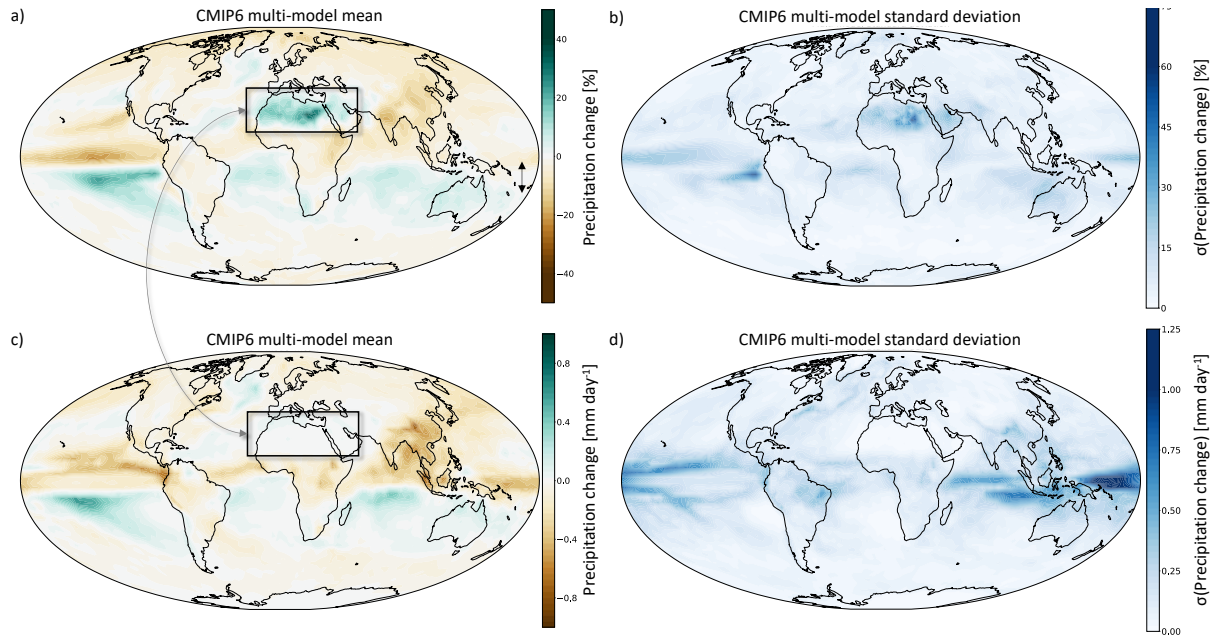 a)
CMIP6 multi-model mean
40
20
0
−20
−40
Precipitation change [%]
b)
CMIP6 multi-model standard deviation
75
60
45
30
15
0
σ(Precipitation change) [%]
c)
CMIP6 multi-model mean
0.8
0.4
0.0
−0.4
−0.8
Precipitation change [mm day⁻¹]
d)
CMIP6 multi-model standard deviation
1.25
1.00
0.75
0.50
0.25
0.00
σ(Precipitation change) [mm day⁻¹]